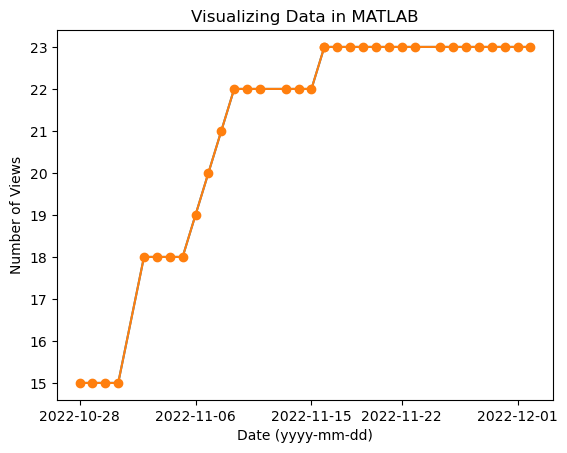 Visualizing Data in MATLAB
23
22
21
20
19
18
17
16
15
Number of Views
2022-10-28 2022-11-06 2022-11-15 2022-11-22 2022-12-01
Date (yyyy-mm-dd)